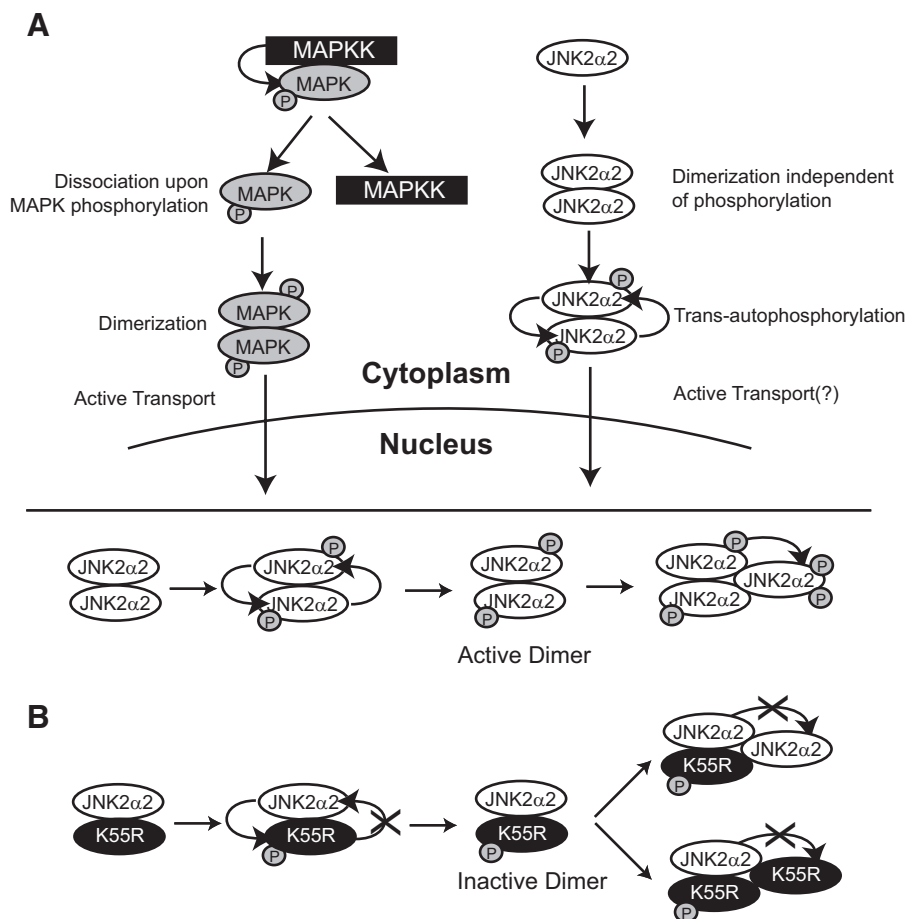 A
MAPKK
MAPK
P
JNK2α2
Dissociation upon
MAPK phosphorylation
MAPK
P
MAPKK
JNK2α2
JNK2α2
Dimerization independent
of phosphorylation
Dimerization
P
MAPK
MAPK
P
P
JNK2α2
JNK2α2
P
Trans-autophosphorylation
Cytoplasm
Active Transport
Active Transport(?)
Nucleus
JNK2α2
JNK2α2
P
JNK2α2
JNK2α2
P
P
JNK2α2
JNK2α2
P
Active Dimer
P
JNK2α2
P
JNK2α2
JNK2α2
P
P
B
JNK2α2
K55R
JNK2α2
K55R
P
JNK2α2
K55R
P
Inactive Dimer
JNK2α2
JNK2α2
K55R
P
JNK2α2
K55R
K55R
P